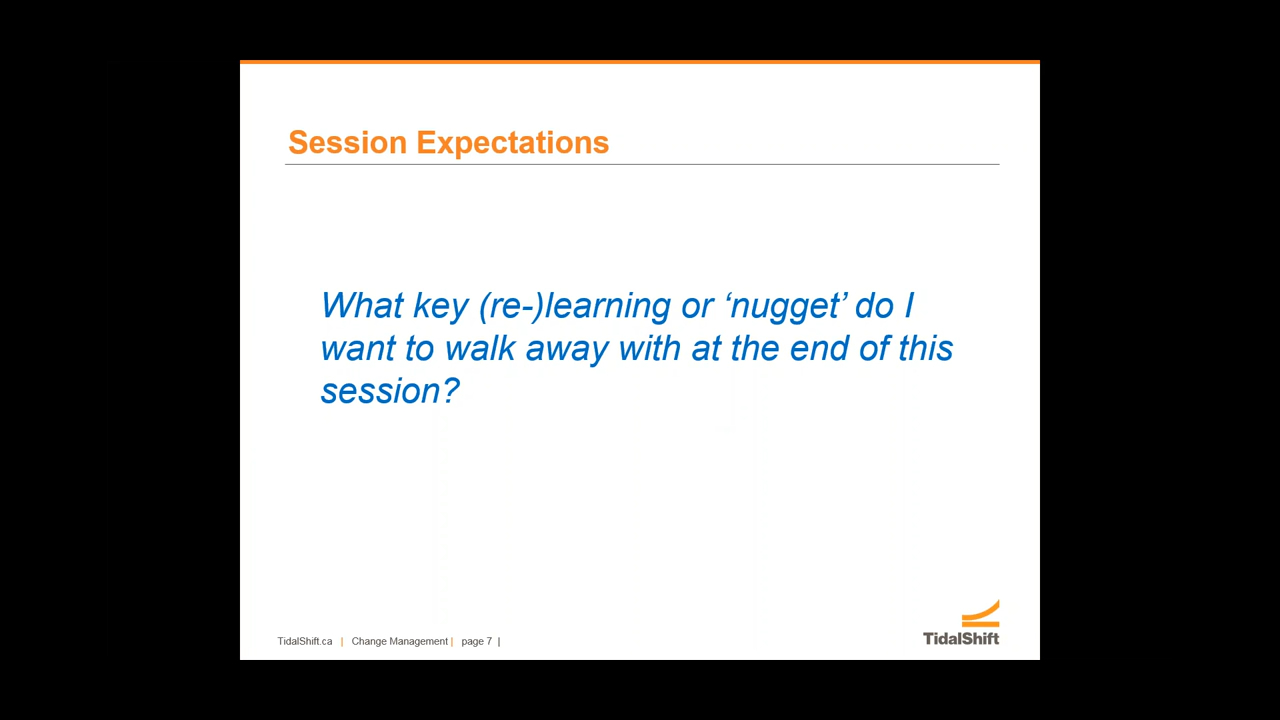 Session Expectations
What key (re-)learning or ‘nugget’ do I
want to walk away with at the end of this
session?
TidalShift.ca | Change Management | page 7 |
TidalShift